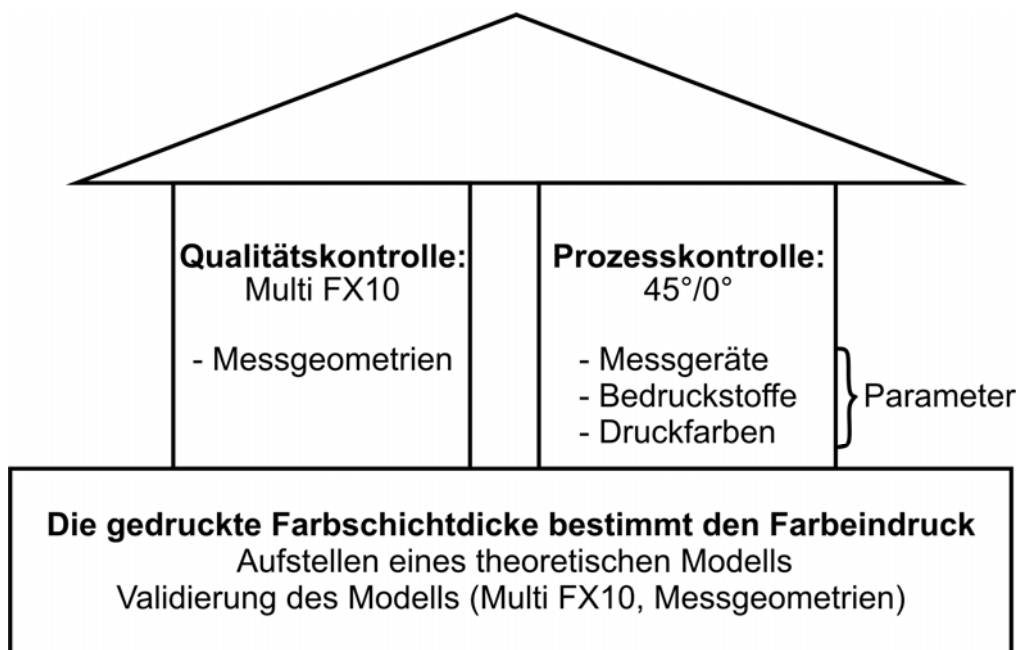 Qualitätskontrolle:
Multi FX10
- Messgeometrien
Prozesskontrolle:
45°/0°
- Messgeräte
- Bedruckstoffe
- Druckfarben
Parameter
Die gedruckte Farbschichtdicke bestimmt den Farbeindruck
Aufstellen eines theoretischen Modells
Validierung des Modells (Multi FX10, Messgeometrien)